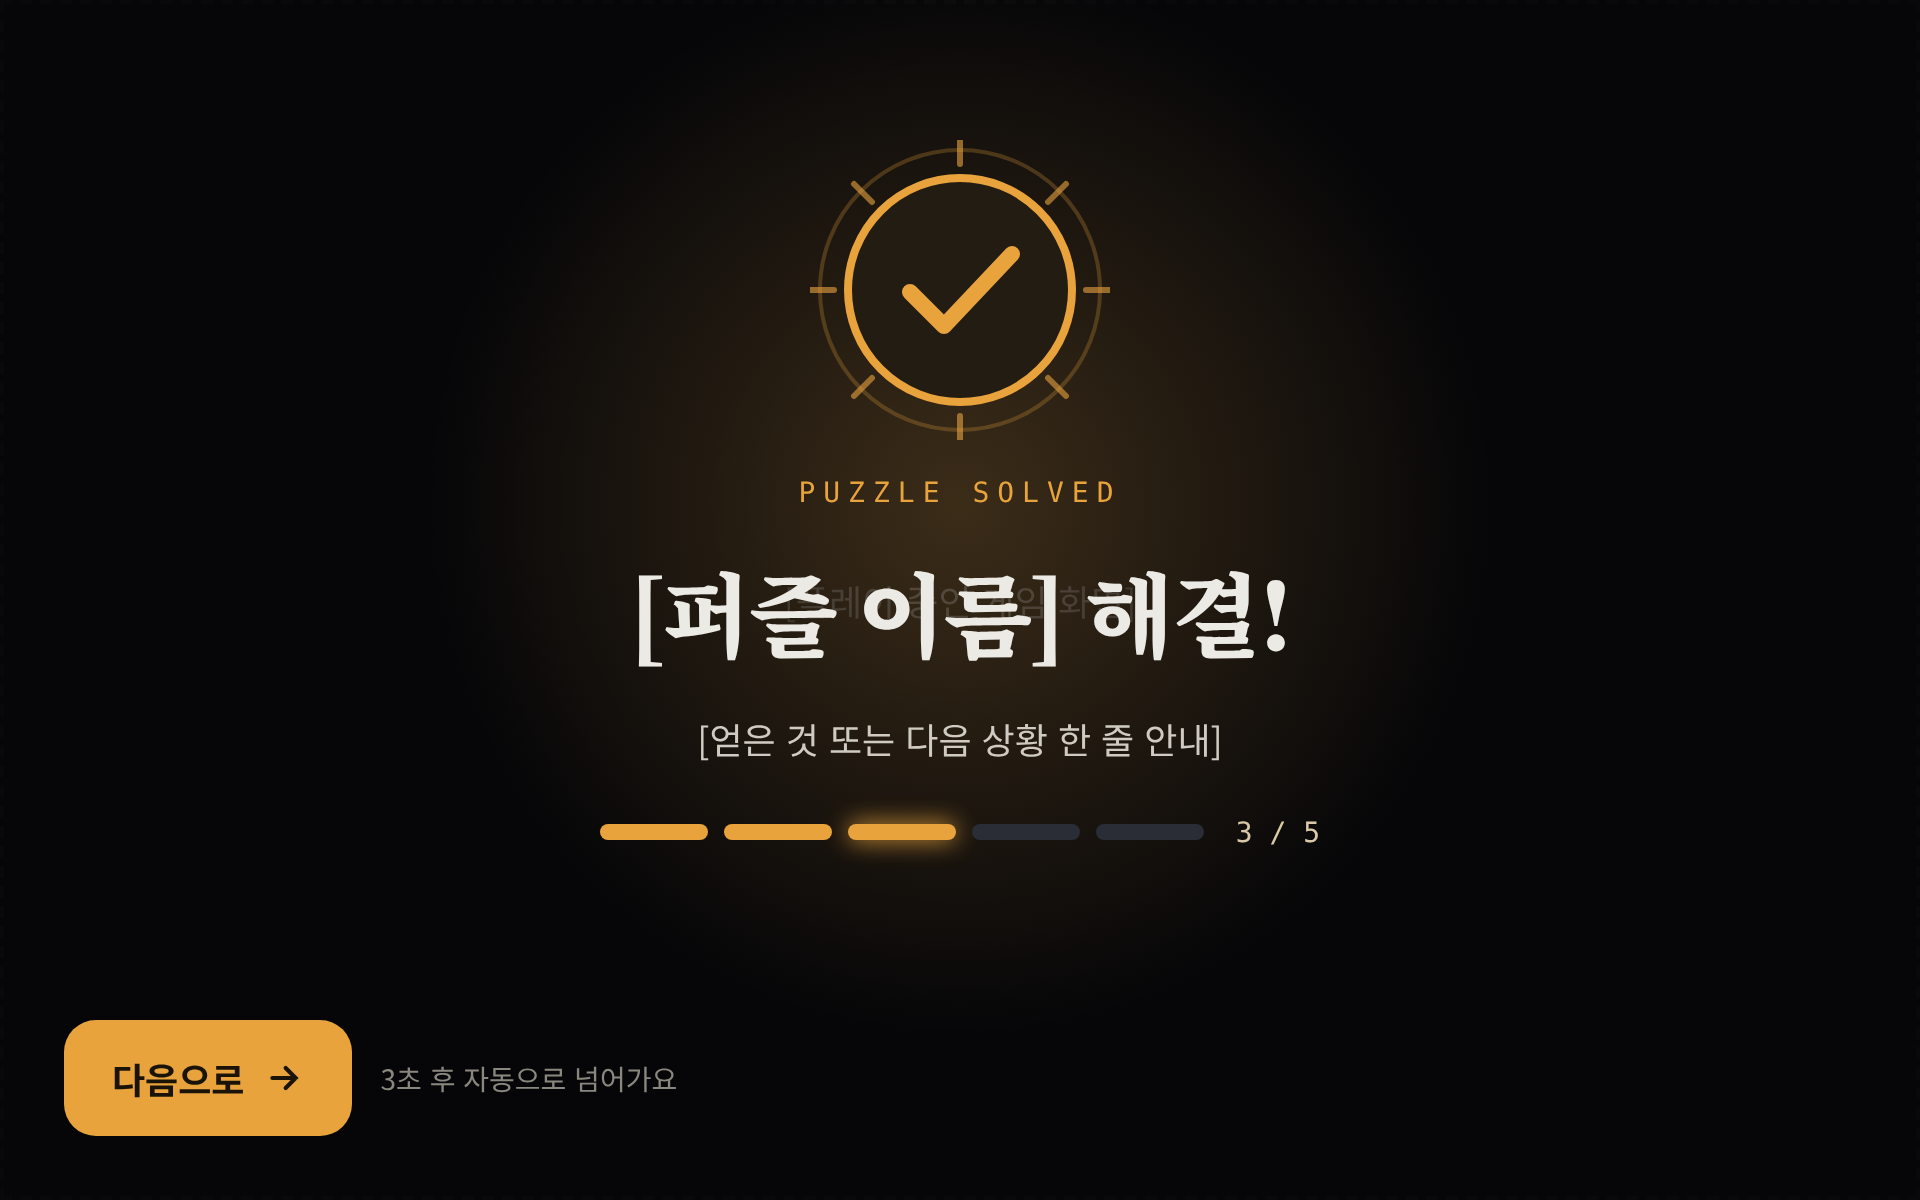 PUZZLE SOLVED
[퍼즐 이름] 해결!
[얻은 것 또는 다음 상황 한 줄 안내]
3 / 5
다음으로 →
3초 후 자동으로 넘어가요